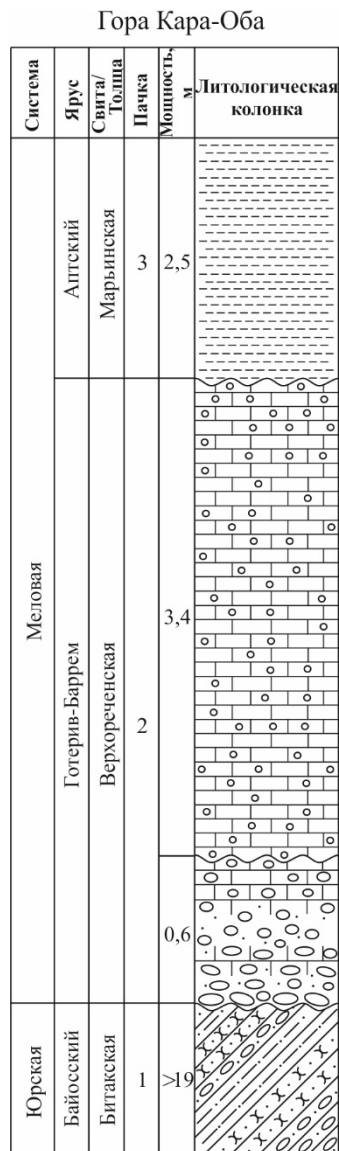 Гора Кара-Оба
Система
Ярус
Свита/
Толща
Пачка
Мощность,
м
Литологическая
колонка
Меловая
Аптский
Марьинская
3
2,5
Готерив-Баррем
Верхореченская
2
3,4
0,6
Юрская
Байосский
Битакская
1
>19